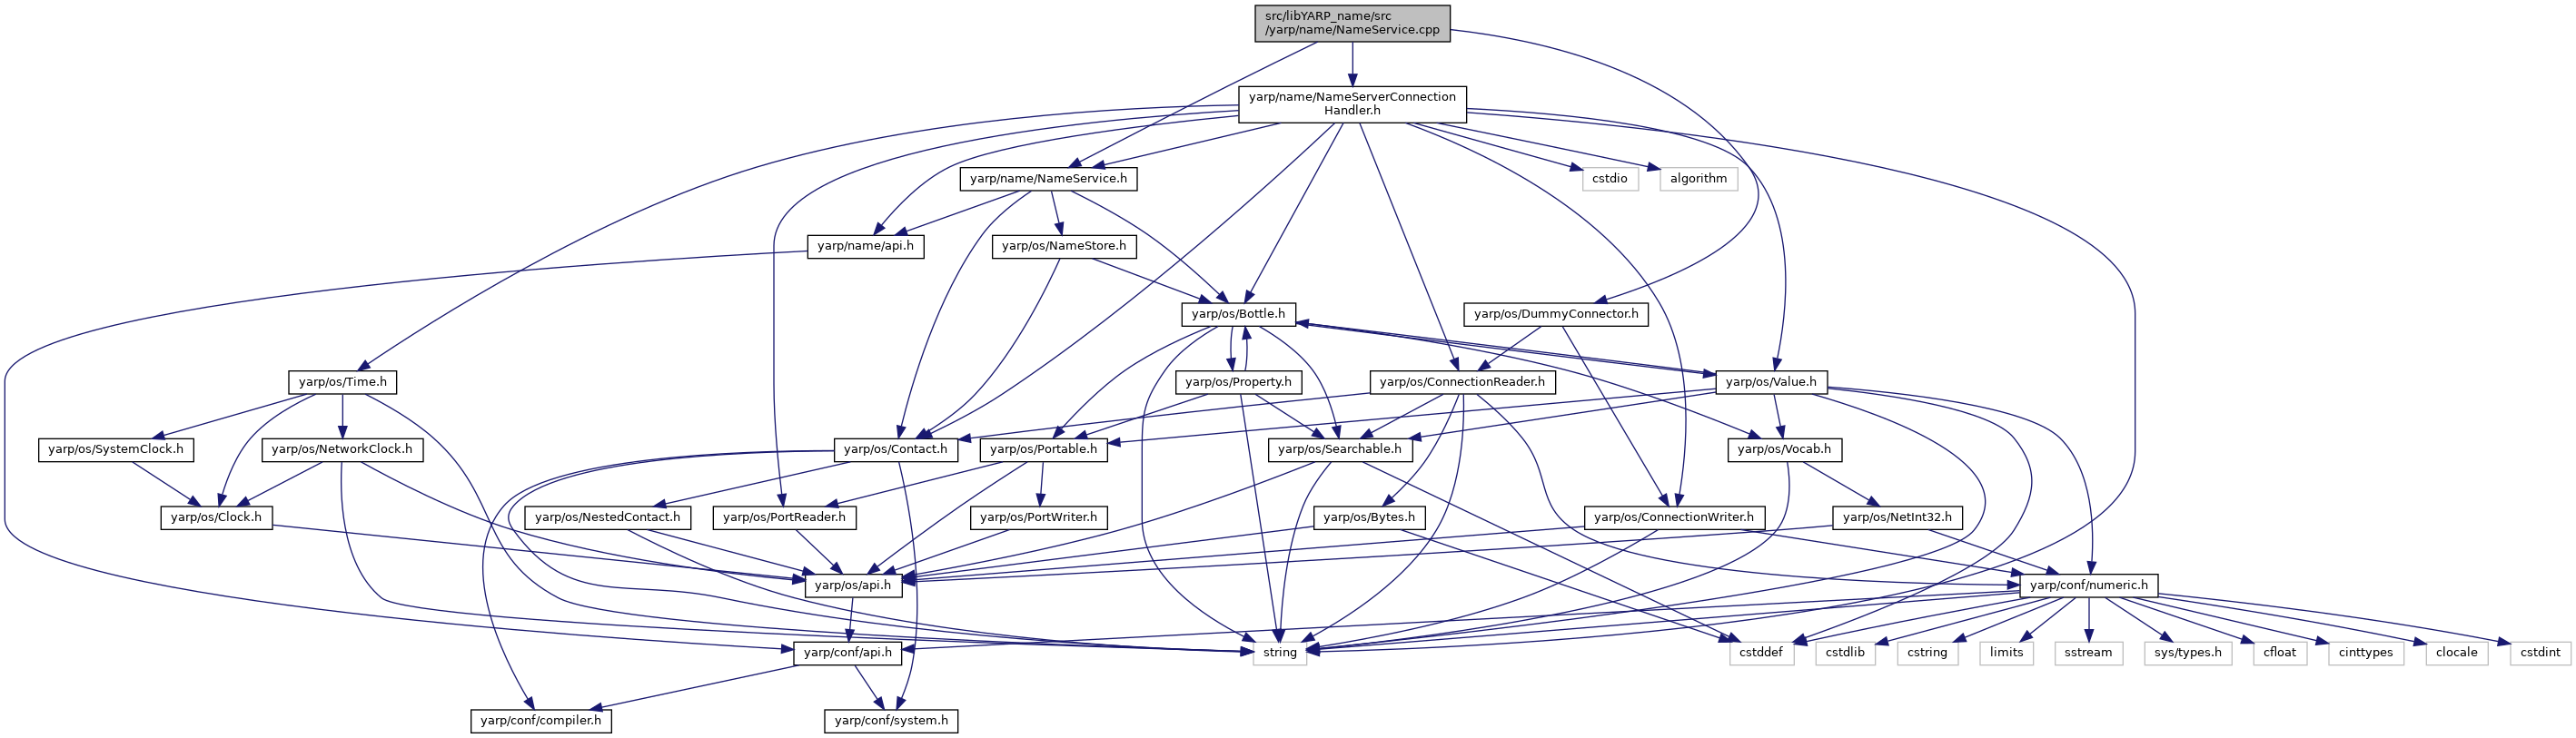 src/libYARP_name/src
/yarp/name/NameService.cpp
yarp/name/NameServerConnection
Handler.h
yarp/name/NameService.h
cstdio
algorithm
yarp/name/api.h
yarp/os/NameStore.h
yarp/os/Bottle.h
yarp/os/DummyConnector.h
yarp/os/Time.h
yarp/os/Property.h
yarp/os/ConnectionReader.h
yarp/os/Value.h
yarp/os/SystemClock.h
yarp/os/NetworkClock.h
yarp/os/Contact.h
yarp/os/Portable.h
yarp/os/Searchable.h
yarp/os/Vocab.h
yarp/os/Clock.h
yarp/os/NestedContact.h
yarp/os/PortReader.h
yarp/os/PortWriter.h
yarp/os/Bytes.h
yarp/os/ConnectionWriter.h
yarp/os/NetInt32.h
yarp/os/api.h
yarp/conf/numeric.h
yarp/conf/api.h
string
cstddef
cstdlib
cstring
limits
sstream
sys/types.h
cfloat
cinttypes
clocale
cstdint
yarp/conf/compiler.h
yarp/conf/system.h